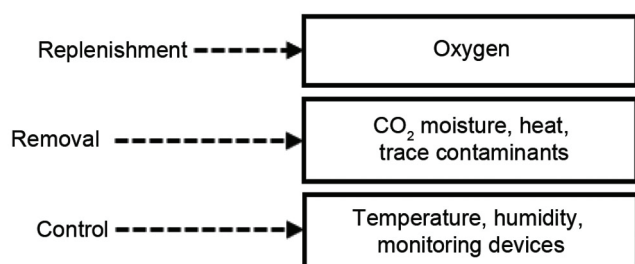 Replenishment
Oxygen
Removal
CO₂ moisture, heat,
trace contaminants
Control
Temperature, humidity,
monitoring devices